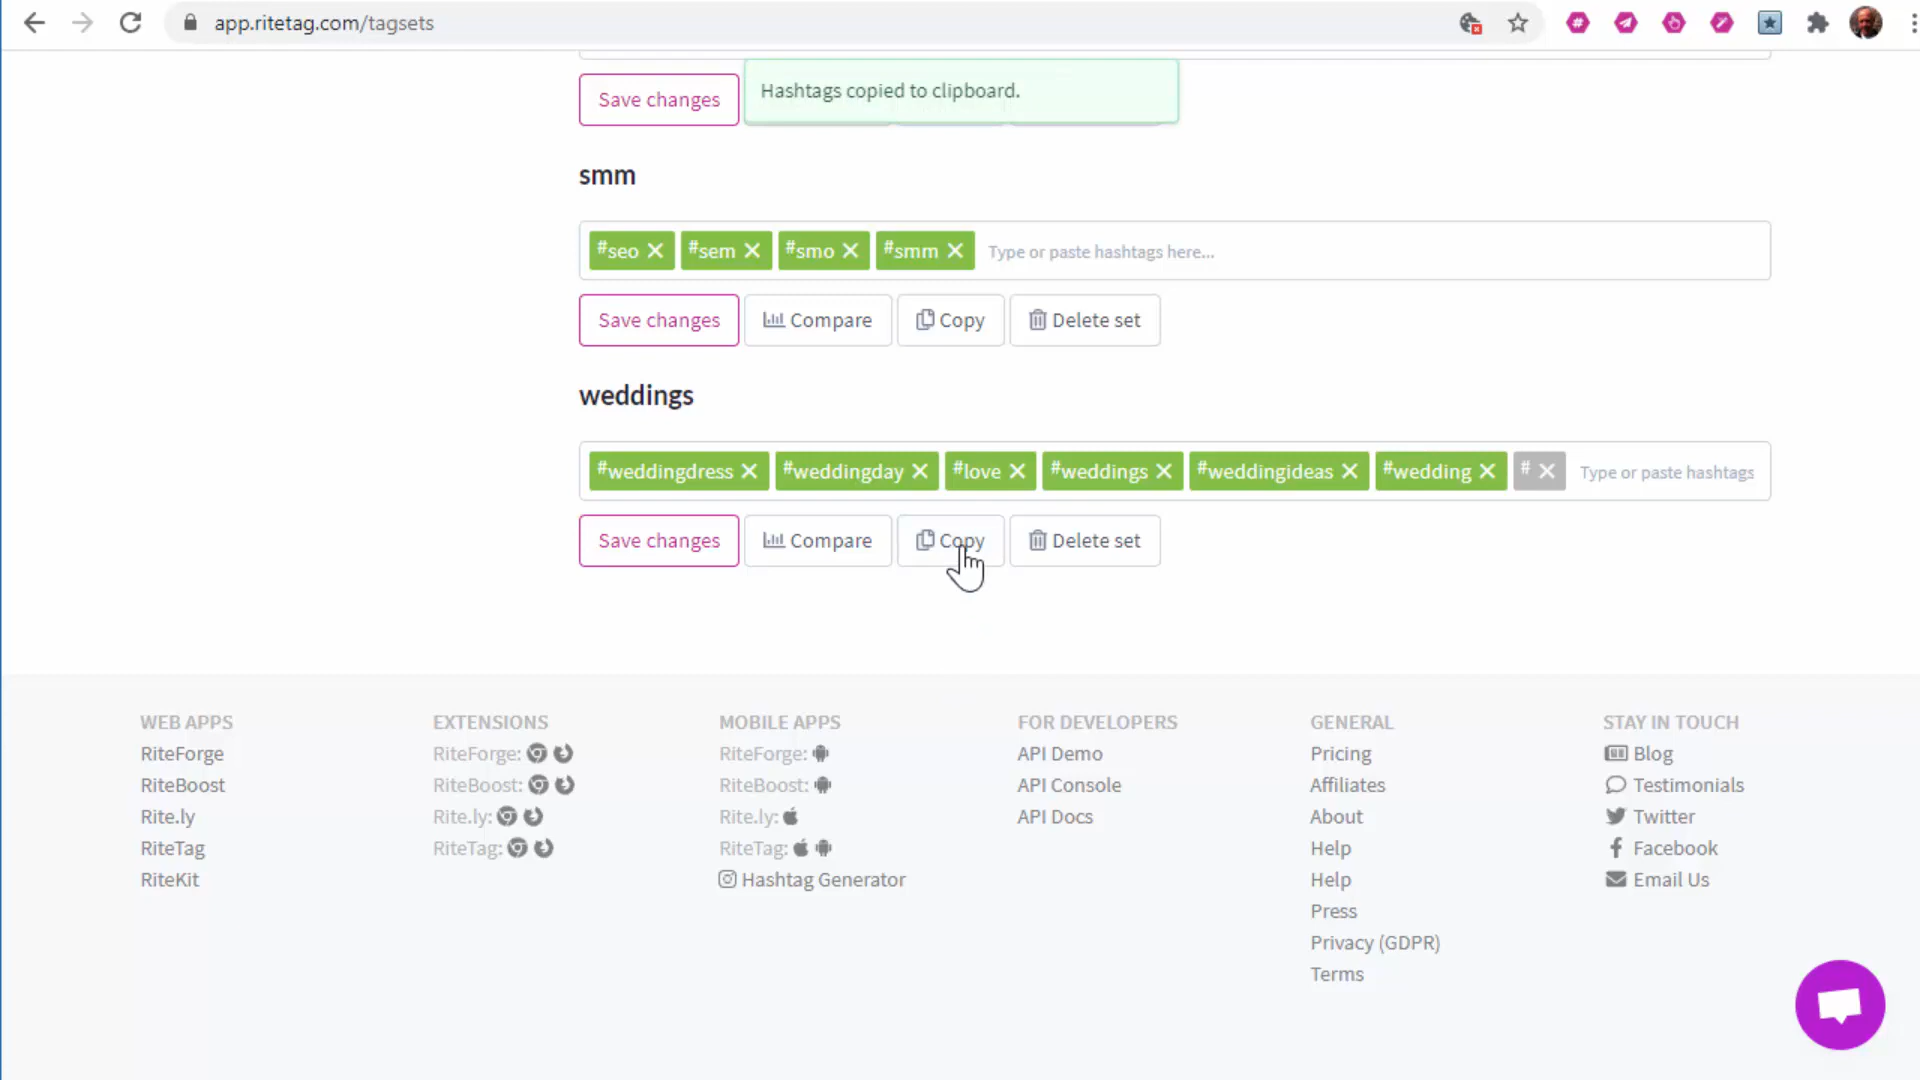 app.ritetag.com/tagsets
Save changes
Hashtags copied to clipboard.
smm
#seo #sem #smo #smm Type or paste hashtags here...
Save changes Compare Copy Delete set
weddings
#weddingdress #weddingday #love #weddings #weddingideas #wedding # Type or paste hashtags
Save changes Compare Copy Delete set
WEB APPS
RiteForge
RiteBoost
Rite.ly
RiteTag
RiteKit
EXTENSIONS
RiteForge:
RiteBoost:
Rite.ly:
RiteTag:
MOBILE APPS
RiteForge:
RiteBoost:
Rite.ly:
RiteTag:
Hashtag Generator
FOR DEVELOPERS
API Demo
API Console
API Docs
GENERAL
Pricing
Affiliates
About
Help
Help
Press
Privacy (GDPR)
Terms
STAY IN TOUCH
Blog
Testimonials
Twitter
Facebook
Email Us